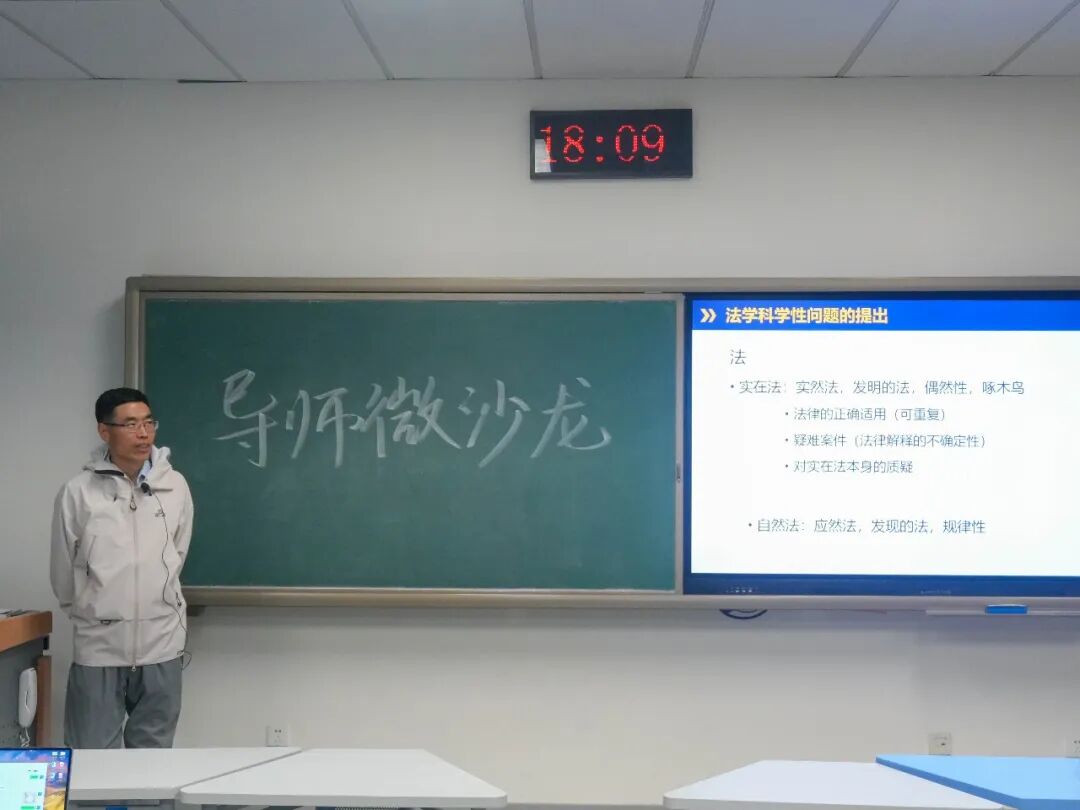 18:09
导师微沙龙
法学科学性问题的提出
法
• 实在法：实然法，发明的法，偶然性，啄木鸟
• 法律的正确适用（可重复）
• 疑难案件（法律解释的不确定性）
• 对实在法本身的质疑
• 自然法：应然法，发现的法，规律性